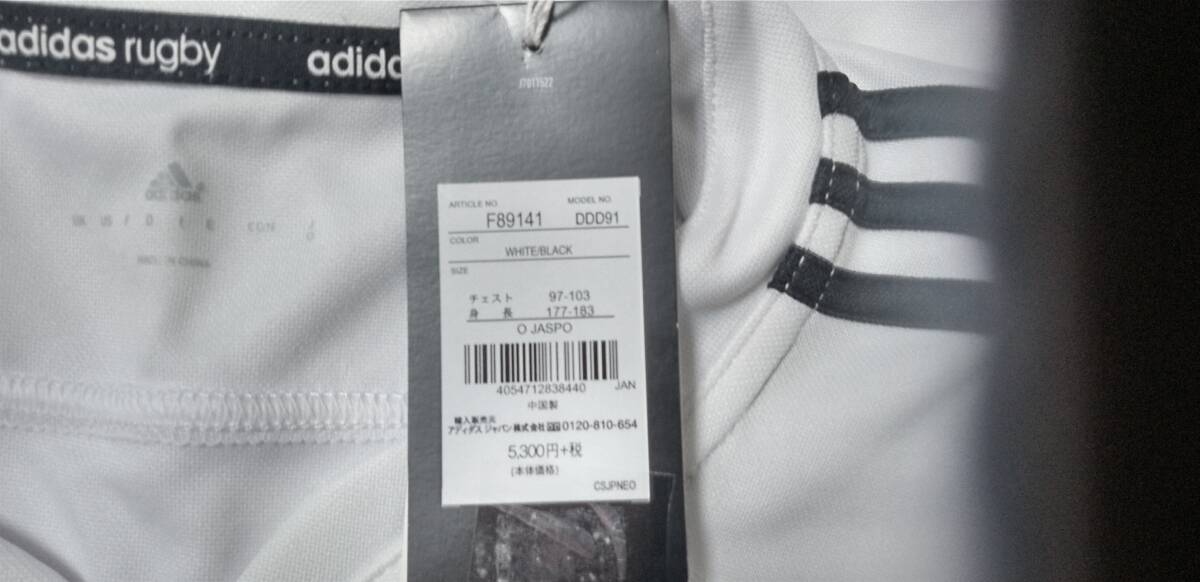 adidas rugby
adida
J7011522
ARTICLE NO.
MODEL NO.
F89141
DDD91
COLOR
WHITE/BLACK
SIZE
チェスト 97-103
身 長 177-183
O JASPO
4054712838440 JAN
中国製
輸入販売元
アディダス ジャパン株式会社 0120-810-654
5,300円+税
(本体価格)
CSJPNEO